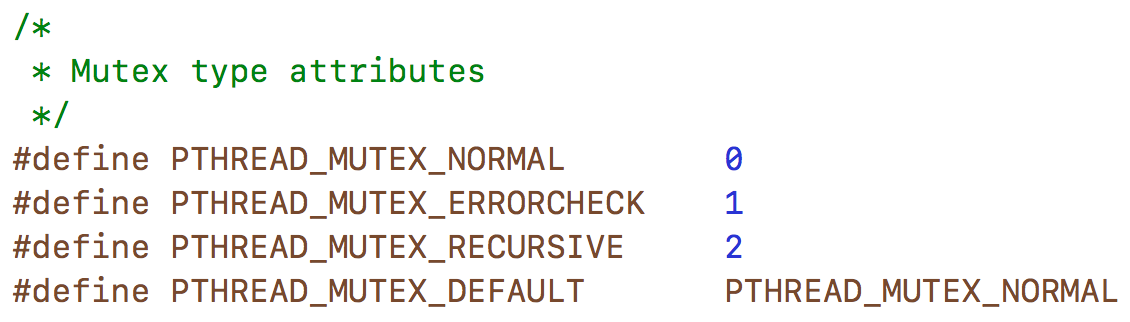 /*
 * Mutex type attributes
 */
#define PTHREAD_MUTEX_NORMAL        0
#define PTHREAD_MUTEX_ERRORCHECK    1
#define PTHREAD_MUTEX_RECURSIVE     2
#define PTHREAD_MUTEX_DEFAULT       PTHREAD_MUTEX_NORMAL